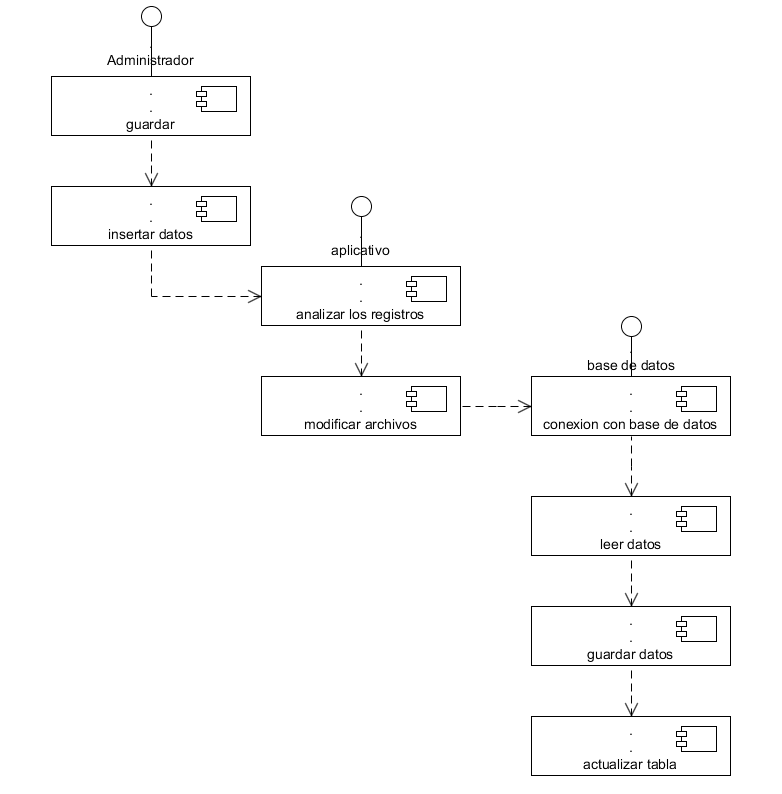 Administrador
guardar
insertar datos
aplicativo
analizar los registros
modificar archivos
base de datos
conexion con base de datos
leer datos
guardar datos
actualizar tabla